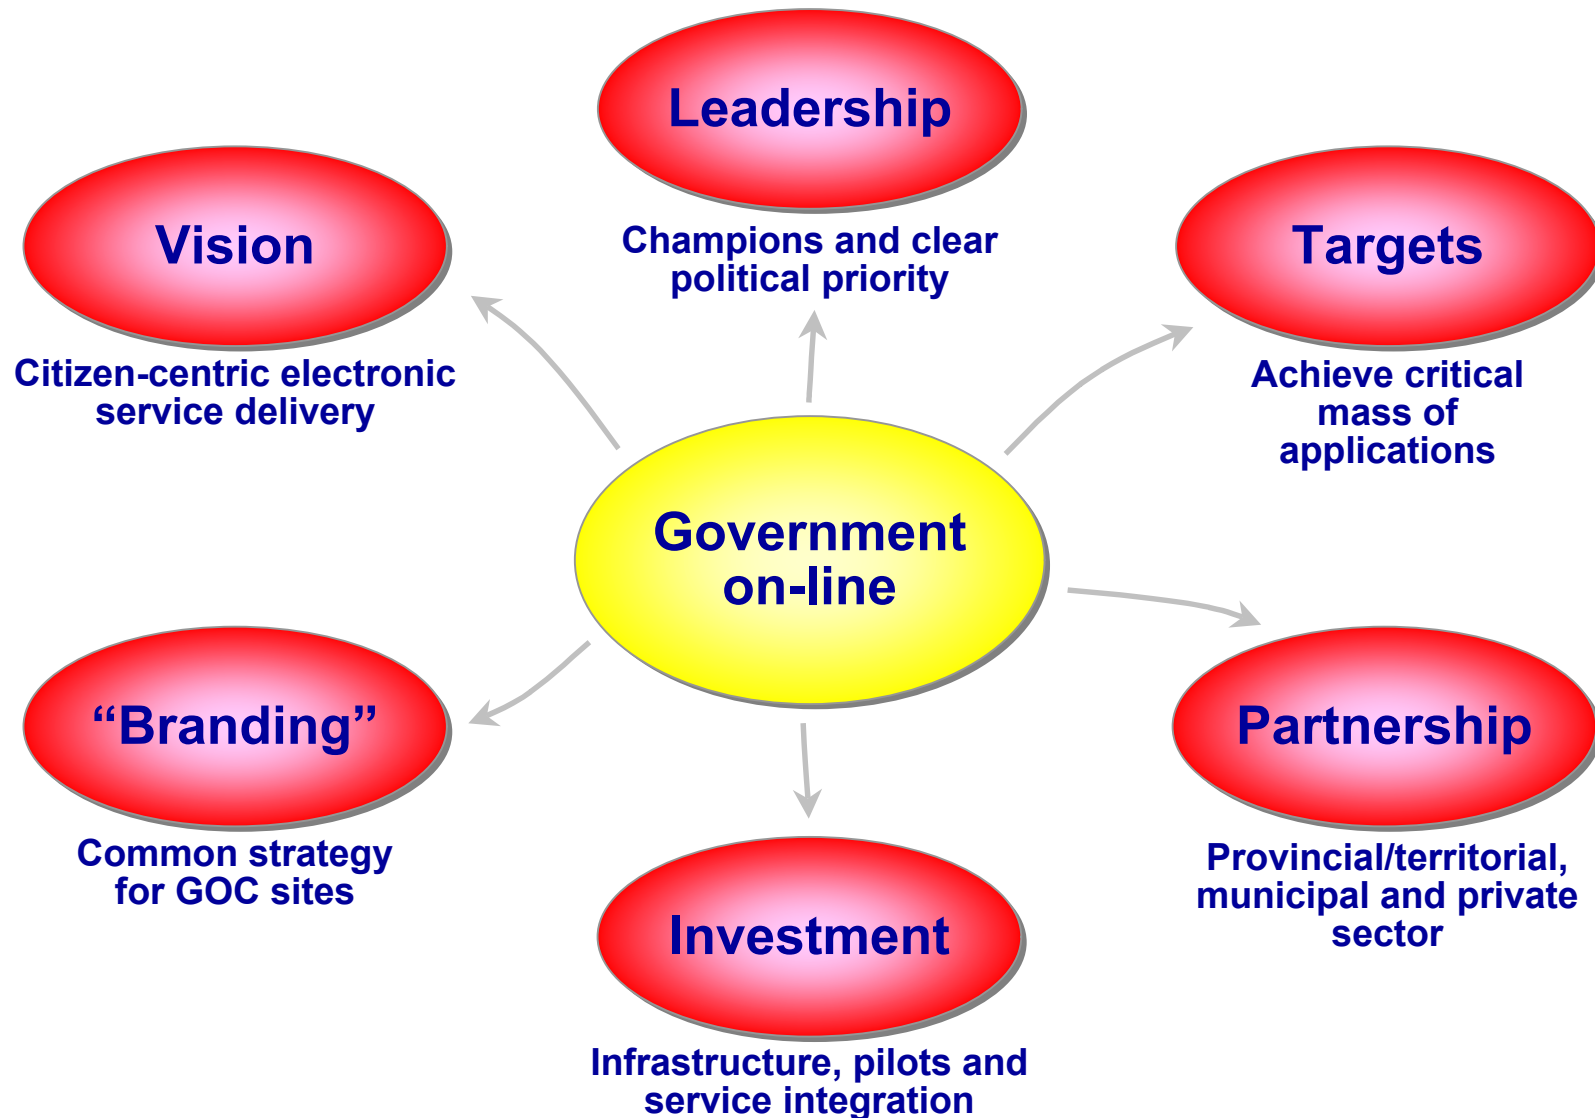 Leadership
Champions and clear
political priority
Vision
Citizen-centric electronic
service delivery
Targets
Achieve critical
mass of
applications
Government
on-line
“Branding”
Common strategy
for GOC sites
Partnership
Provincial/territorial,
municipal and private
sector
Investment
Infrastructure, pilots and
service integration